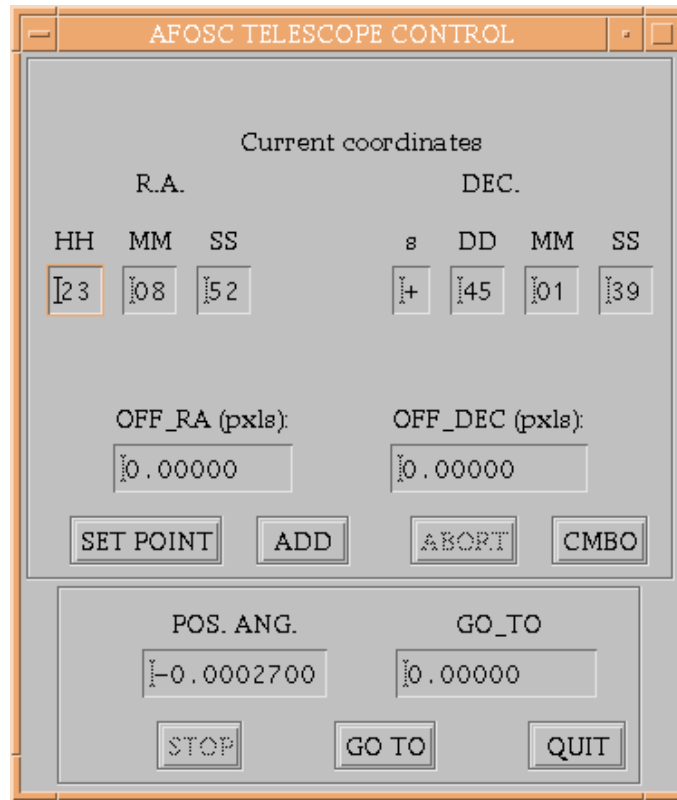 AFOSC TELESCOPE CONTROL
Current coordinates
R.A. DEC.
HH MM SS s DD MM SS
23 08 52 + 45 01 39
OFF_RA (pxls): OFF_DEC (pxls):
0.00000 0.00000
SET POINT ADD ABORT CMBO
POS. ANG. GO_TO
-0.0002700 0.00000
STOP GO TO QUIT